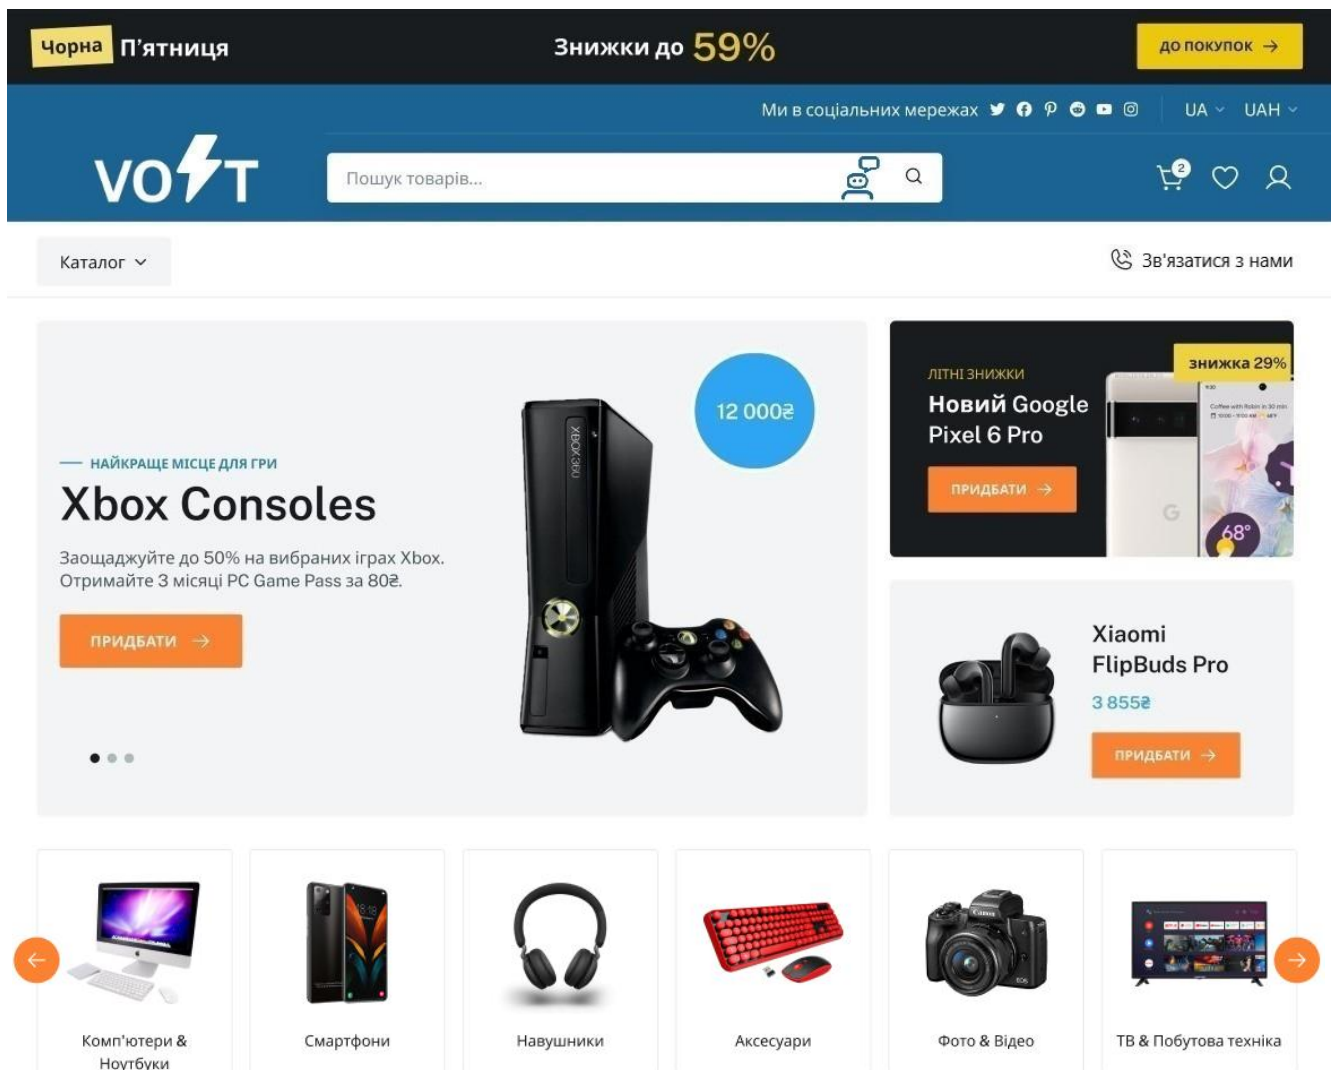 Чорна П'ятниця
Знижки до 59%
ДО ПОКУПОК →
Ми в соціальних мережах
UA
UAH
VOLT
Пошук товарів...
2
Каталог
Зв'язатися з нами
12 000₴
XBOX 360
НАЙКРАЩЕ МІСЦЕ ДЛЯ ГРИ
Xbox Consoles
Заощаджуйте до 50% на вибраних іграх Xbox.
Отримайте 3 місяці PC Game Pass за 80₴.
ПРИДБАТИ →
знижка 29%
ЛІТНІ ЗНИЖКИ
Новий Google
Pixel 6 Pro
ПРИДБАТИ →
G
68°
Xiaomi
FlipBuds Pro
3 855₴
ПРИДБАТИ →
Canon
EOS
Комп'ютери &
Ноутбуки
Смартфони
Навушники
Аксесуари
Фото & Відео
ТВ & Побутова техніка